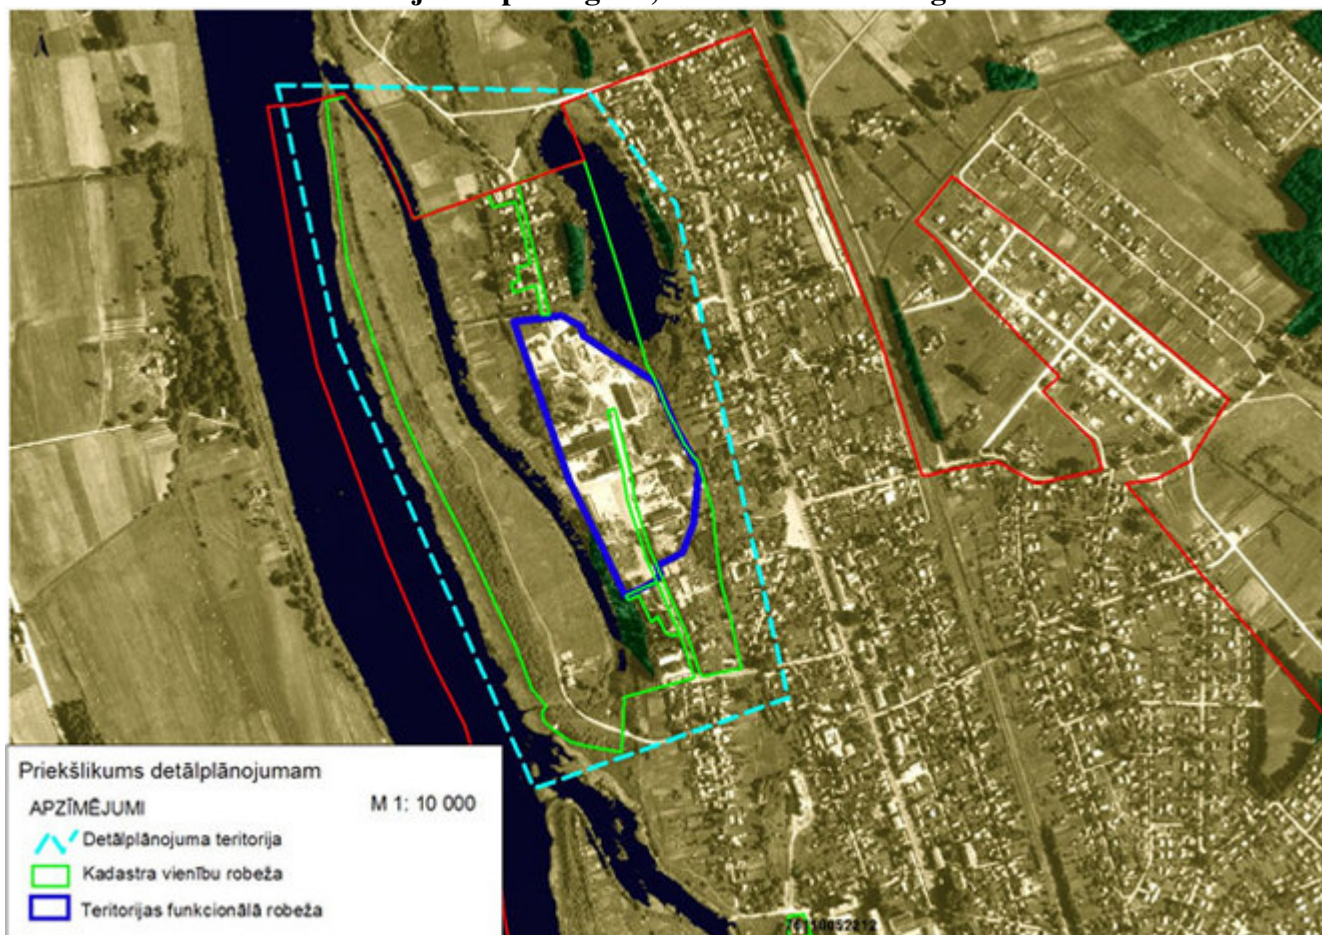 Priekšlikums detālplānojumam
APZĪMĒJUMI
M 1: 10 000
Detālplānojuma teritorija
Kadastra vienību robeža
Teritorijas funkcionālā robeža